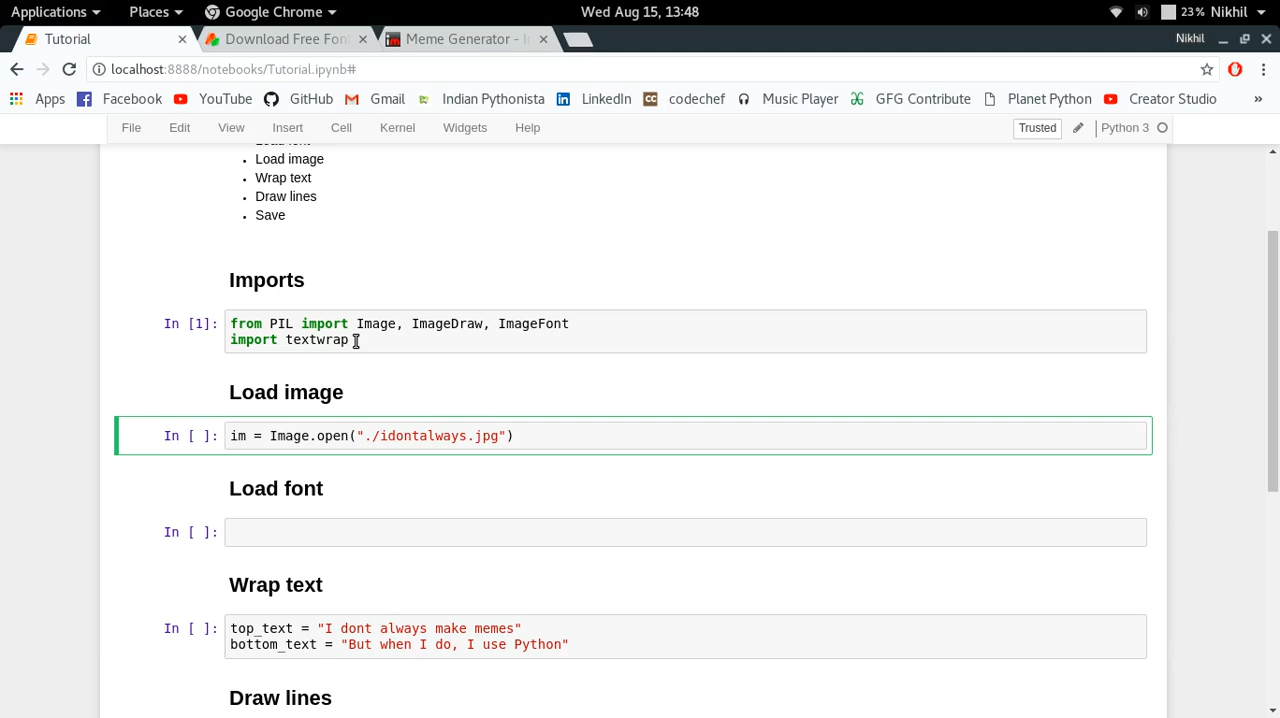 Applications Places Google Chrome Wed Aug 15, 13:48 23% Nikhil
Tutorial Download Free Font Meme Generator - I Nikhil
localhost:8888/notebooks/Tutorial.ipynb#
Apps Facebook YouTube GitHub Gmail Indian Pythonista LinkedIn codechef Music Player GFG Contribute Planet Python Creator Studio »
File Edit View Insert Cell Kernel Widgets Help Trusted Python 3
• Load image
• Wrap text
• Draw lines
• Save
Imports
In [1]: from PIL import Image, ImageDraw, ImageFont
import textwrap
Load image
In [ ]: im = Image.open("./idontalways.jpg")
Load font
In [ ]:
Wrap text
In [ ]: top_text = "I dont always make memes"
bottom_text = "But when I do, I use Python"
Draw lines